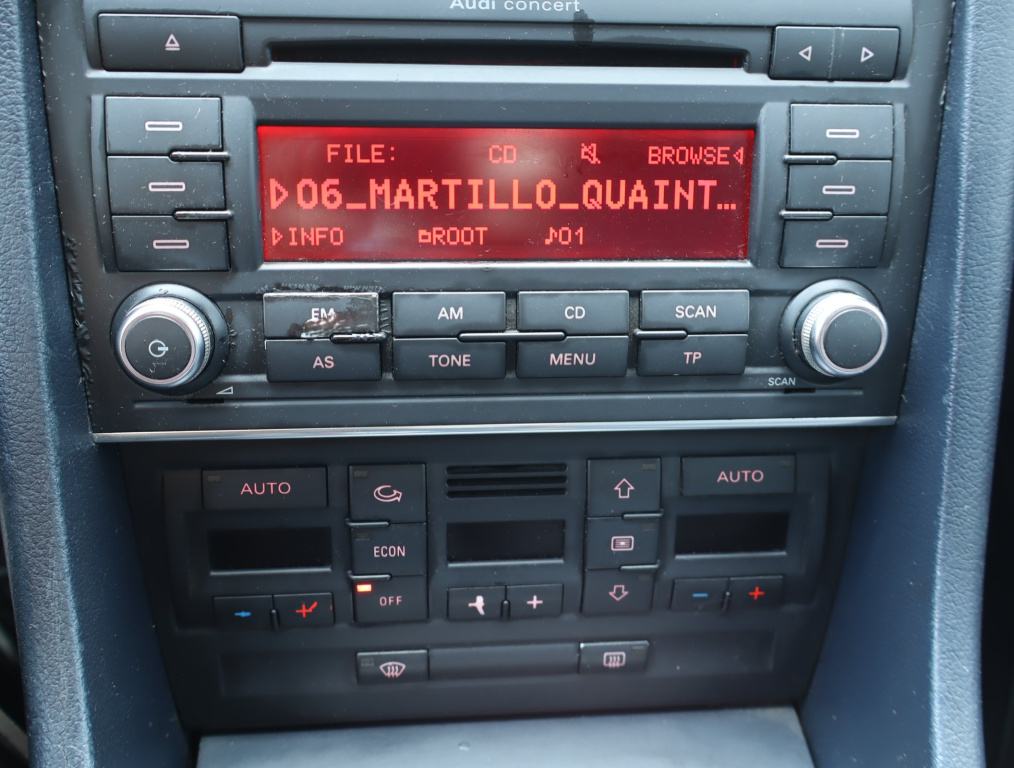 Audi concert
FILE: CD BROWSE
06_MARTILLO_QUAINT…
INFO ROOT 01
FM AM CD SCAN
AS TONE MENU TP
SCAN
AUTO AUTO
ECON
OFF